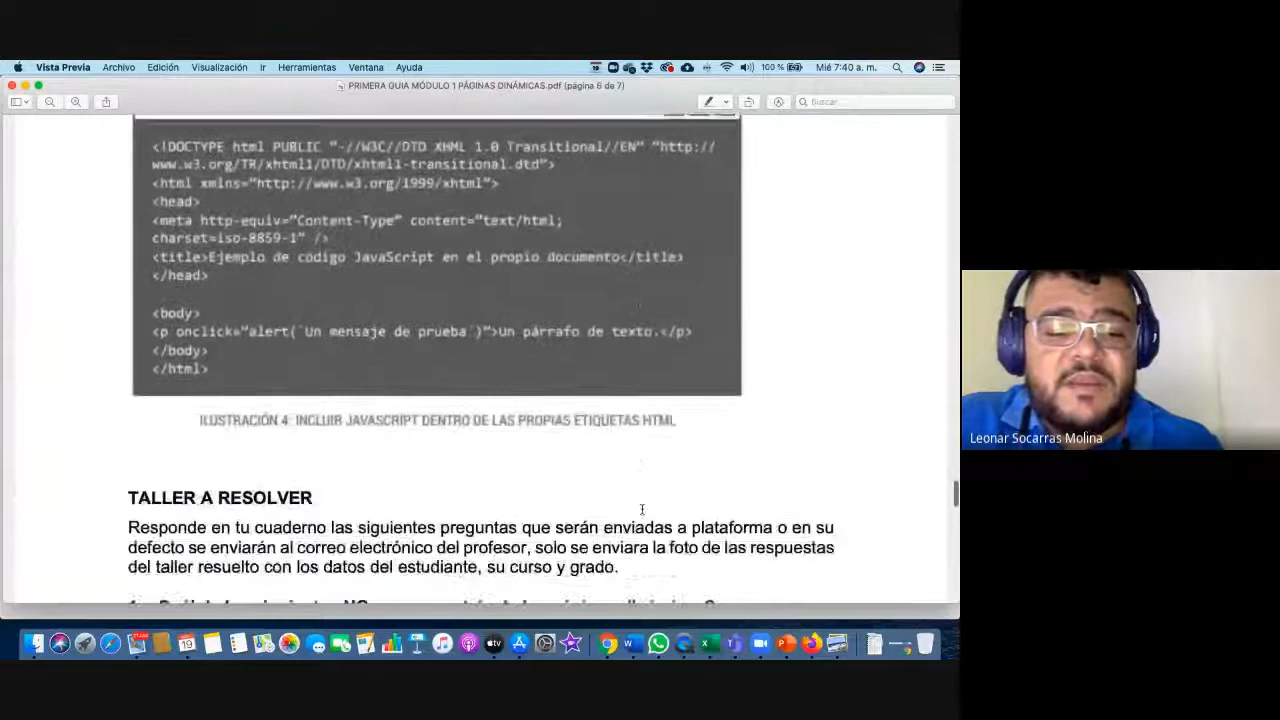 Vista Previa Archivo Edición Visualización Ir Herramientas Ventana Ayuda 100 % Mié 7:40 a. m.
PRIMERA GUIA MÓDULO 1 PÁGINAS DINÁMICAS.pdf (página 6 de 7)
Buscar
<!DOCTYPE html PUBLIC "-//W3C//DTD XHML 1.0 Transitional//EN" "http://
www.w3.org/TR/xhtml1/DTD/xhtml1-transitional.dtd">
<html xmlns="http://www.w3.org/1999/xhtml">
<head>
<meta http-equiv="Content-Type" content="text/html;
charset=iso-8859-1" />
<title>Ejemplo de código JavaScript en el propio documento</title>
</head>
<body>
<p onclick="alert(´Un mensaje de prueba´)">Un párrafo de texto.</p>
</body>
</html>
ILUSTRACIÓN 4: INCLUIR JAVASCRIPT DENTRO DE LAS PROPIAS ETIQUETAS HTML
TALLER A RESOLVER
Responde en tu cuaderno las siguientes preguntas que serán enviadas a plataforma o en su
defecto se enviarán al correo electrónico del profesor, solo se enviara la foto de las respuestas
del taller resuelto con los datos del estudiante, su curso y grado.
Leonar Socarras Molina